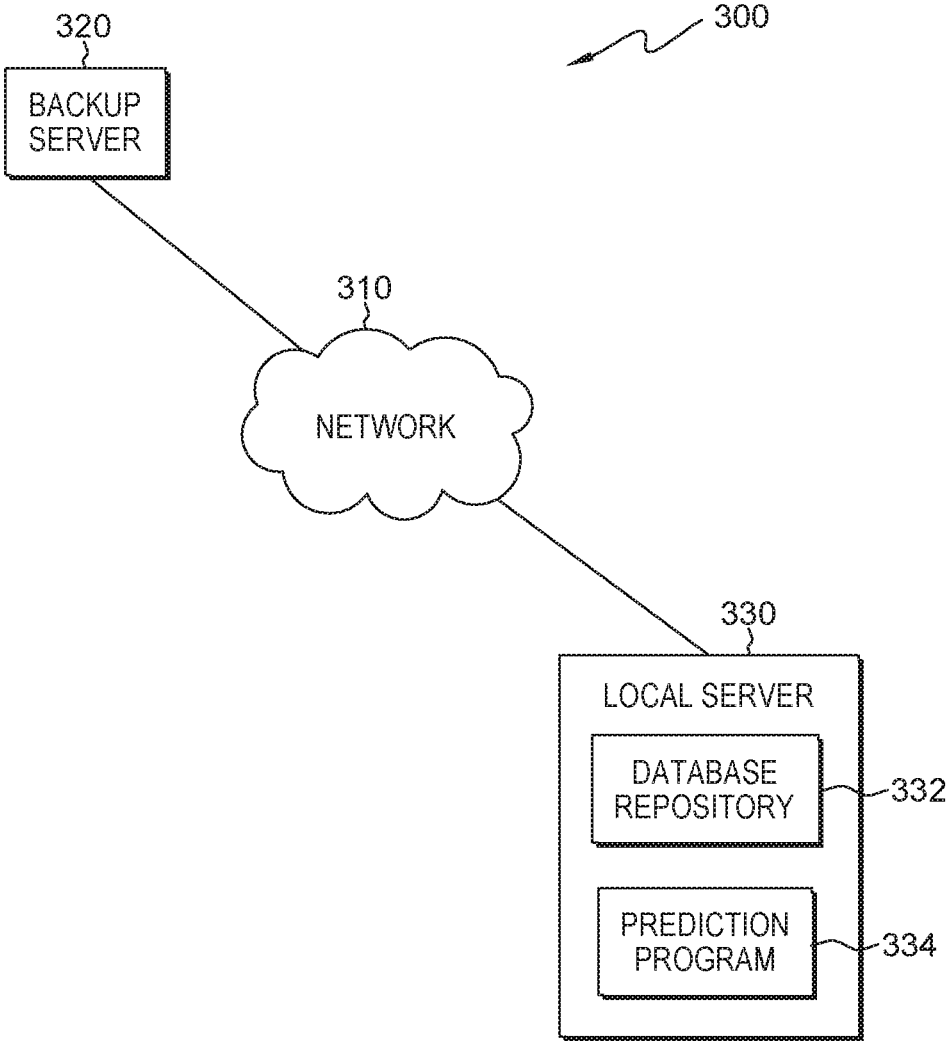 300
320
BACKUP
SERVER
310
NETWORK
330
LOCAL SERVER
DATABASE
REPOSITORY
332
PREDICTION
PROGRAM
334